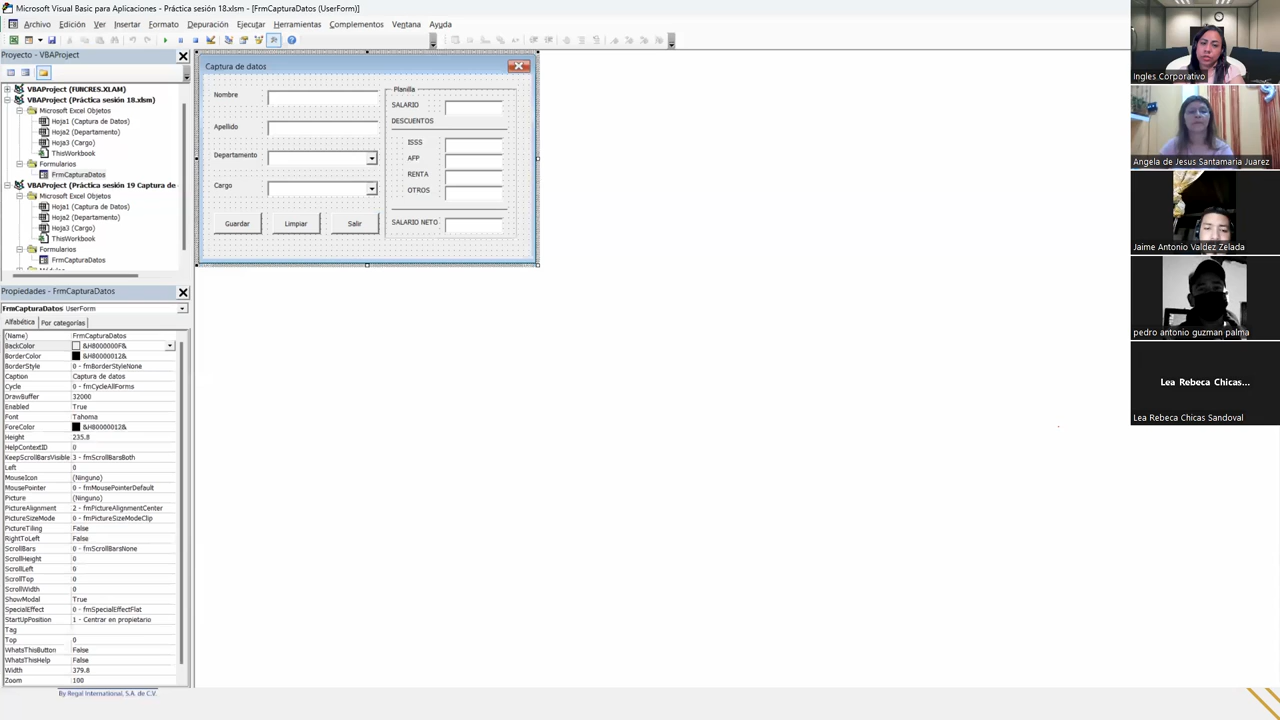 Microsoft Visual Basic para Aplicaciones - Práctica sesión 18.xlsm - [FrmCapturaDatos (UserForm)]
Archivo Edición Ver Insertar Formato Depuración Ejecutar Herramientas Complementos Ventana Ayuda
Proyecto - VBAProject
VBAProject (FUNCRES.XLAM)
VBAProject (Práctica sesión 18.xlsm)
Microsoft Excel Objetos
Hoja1 (Captura de Datos)
Hoja2 (Departamento)
Hoja3 (Cargo)
ThisWorkbook
Formularios
FrmCapturaDatos
VBAProject (Práctica sesión 19 Captura de
Microsoft Excel Objetos
Hoja1 (Captura de Datos)
Hoja2 (Departamento)
Hoja3 (Cargo)
ThisWorkbook
Formularios
FrmCapturaDatos
Propiedades - FrmCapturaDatos
FrmCapturaDatos UserForm
Alfabética Por categorías
(Name) FrmCapturaDatos
BackColor &H8000000F&
BorderColor &H80000012&
BorderStyle 0 - fmBorderStyleNone
Caption Captura de datos
Cycle 0 - fmCycleAllForms
DrawBuffer 32000
Enabled True
Font Tahoma
ForeColor &H80000012&
Height 235.8
HelpContextID 0
KeepScrollBarsVisible 3 - fmScrollBarsBoth
Left 0
MouseIcon (Ninguno)
MousePointer 0 - fmMousePointerDefault
Picture (Ninguno)
PictureAlignment 2 - fmPictureAlignmentCenter
PictureSizeMode 0 - fmPictureSizeModeClip
PictureTiling False
RightToLeft False
ScrollBars 0 - fmScrollBarsNone
ScrollHeight 0
ScrollLeft 0
ScrollTop 0
ScrollWidth 0
ShowModal True
SpecialEffect 0 - fmSpecialEffectFlat
StartUpPosition 1 - Centrar en propietario
Tag
Top 0
WhatsThisButton False
WhatsThisHelp False
Width 379.8
Zoom 100
By Regal International, S.A. de C.V.
Captura de datos
Nombre
Apellido
Departamento
Cargo
Guardar Limpiar Salir
Planilla
SALARIO
DESCUENTOS
ISSS
AFP
RENTA
OTROS
SALARIO NETO
Ingles Corporativo
Angela de Jesus Santamaria Juarez
Jaime Antonio Valdez Zelada
pedro antonio guzman palma
Lea Rebeca Chicas...
Lea Rebeca Chicas Sandoval